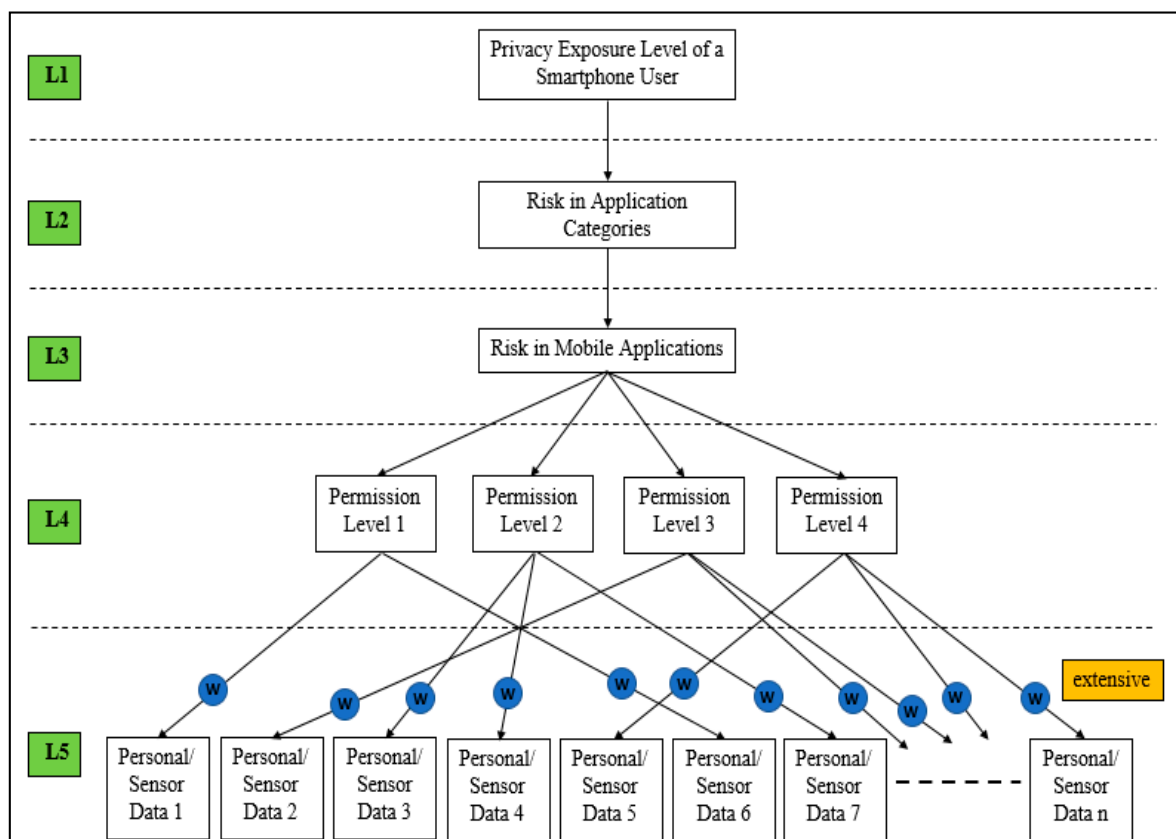 L1
Privacy Exposure Level of a
Smartphone User
L2
Risk in Application
Categories
L3
Risk in Mobile Applications
L4
Permission
Level 1
Permission
Level 2
Permission
Level 3
Permission
Level 4
W
W
W
W
W
W
W
W
W
W
W
extensive
L5
Personal/
Sensor
Data 1
Personal/
Sensor
Data 2
Personal/
Sensor
Data 3
Personal/
Sensor
Data 4
Personal/
Sensor
Data 5
Personal/
Sensor
Data 6
Personal/
Sensor
Data 7
Personal/
Sensor
Data n